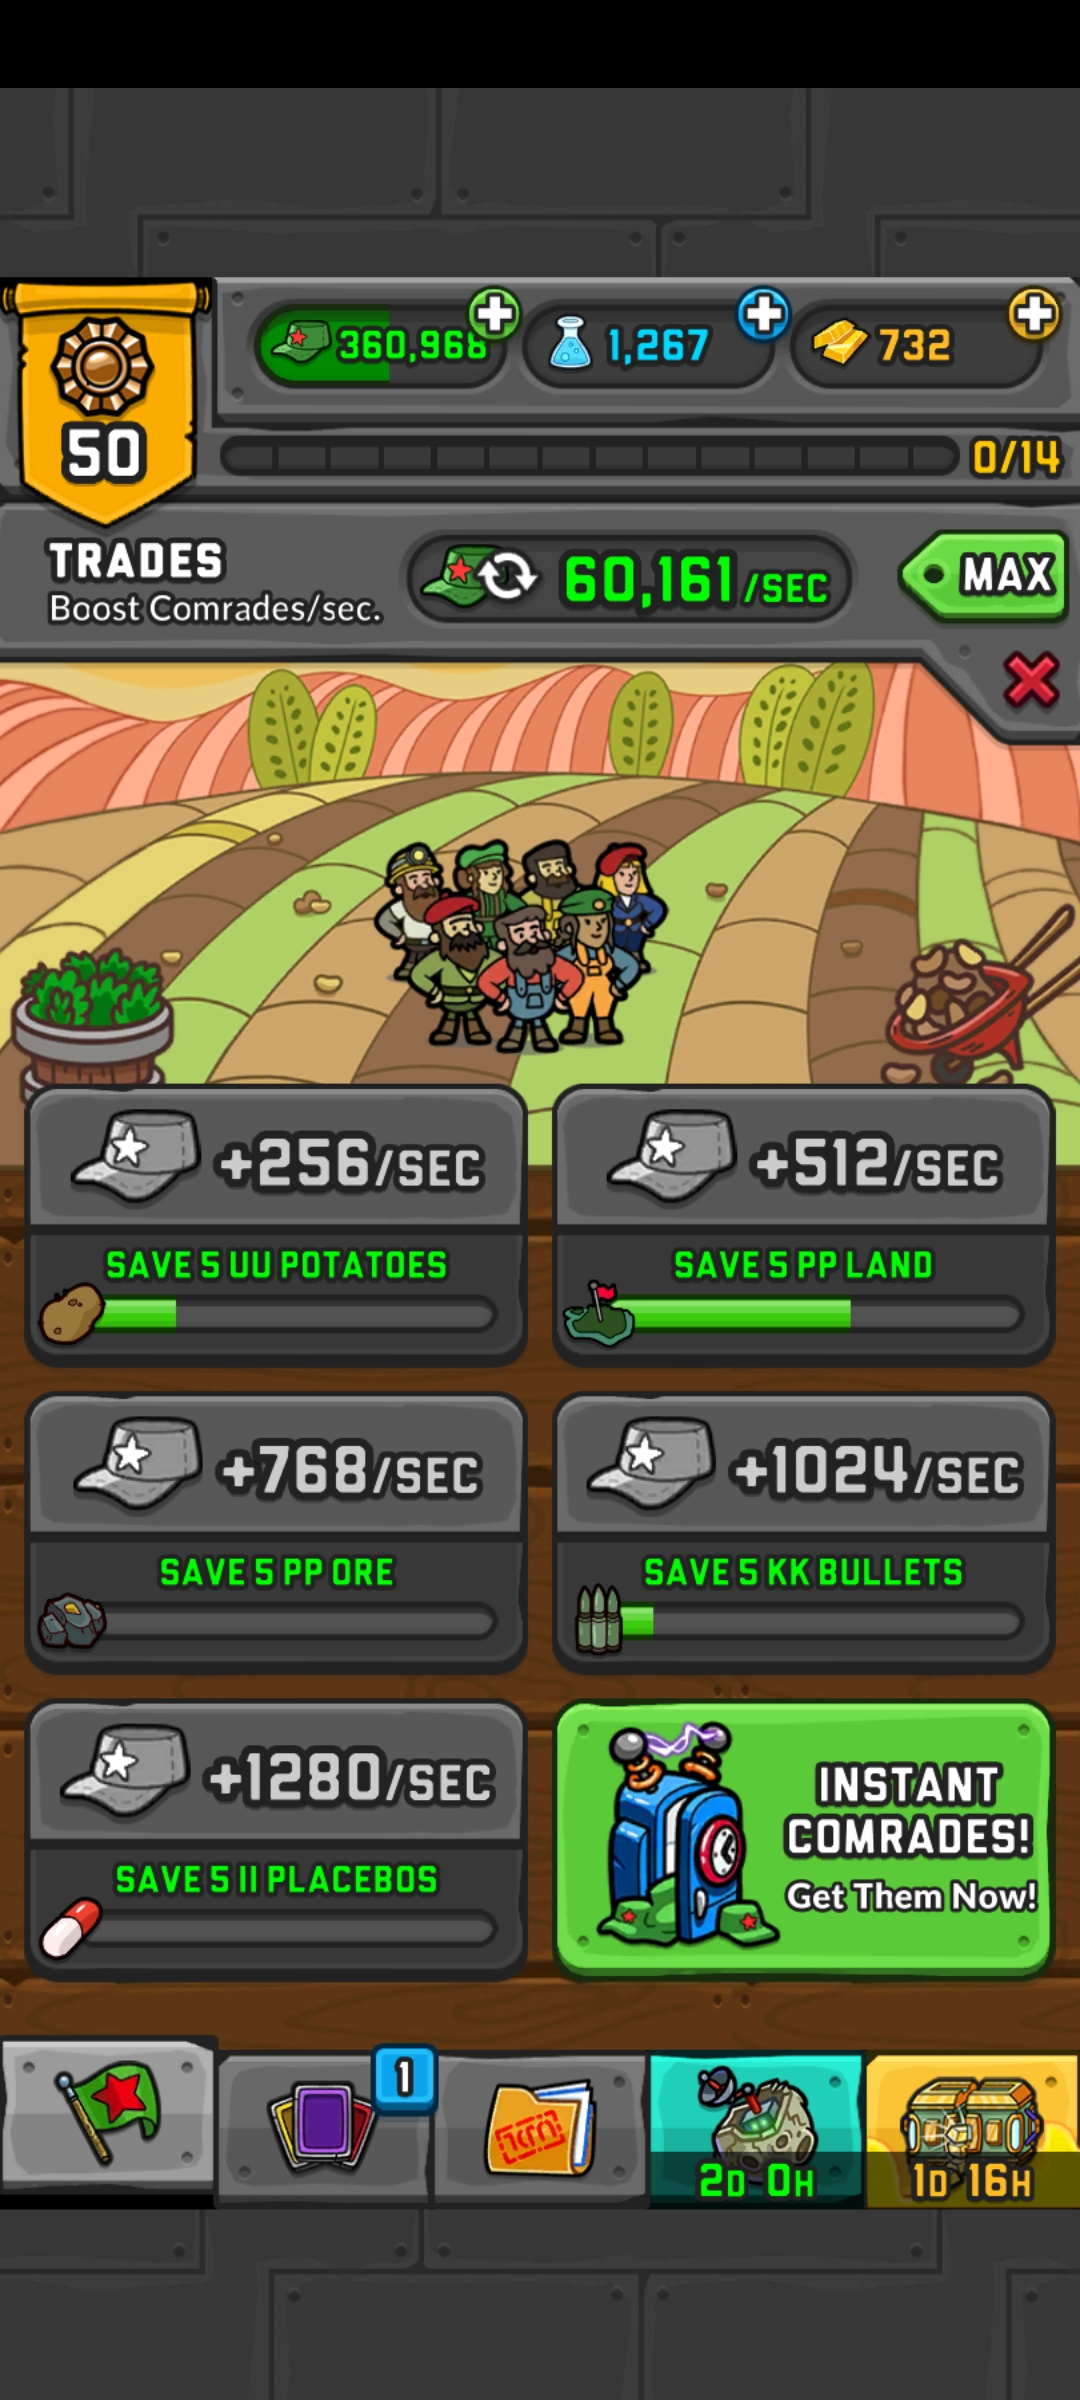 360,968
1,267
732
50
0/14
TRADES
Boost Comrades/sec.
60,161/SEC
MAX
+256/SEC
SAVE 5 UU POTATOES
+512/SEC
SAVE 5 PP LAND
+768/SEC
SAVE 5 PP ORE
+1024/SEC
SAVE 5 KK BULLETS
+1280/SEC
SAVE 5 II PLACEBOS
INSTANT
COMRADES!
Get Them Now!
1
2D 0H
1D 16H